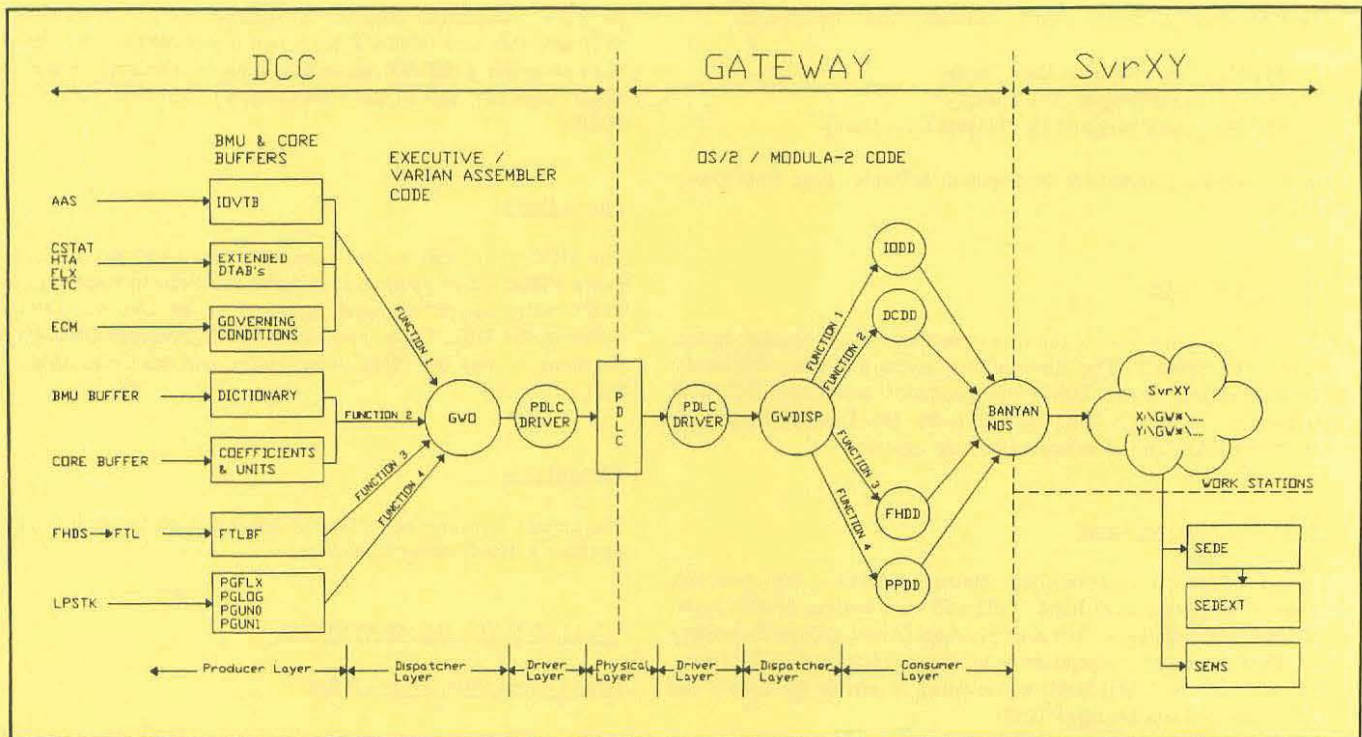 DCC
GATEWAY
SvrXY
BMU & CORE
BUFFERS
EXECUTIVE /
VARIAN ASSEMBLER
CODE
OS/2 / MODULA-2 CODE
AAS
IOVTB
CSTAT
HTA
FLX
ETC
EXTENDED
DTAB's
ECM
GOVERNING
CONDITIONS
BMU BUFFER
DICTIONARY
CORE BUFFER
COEFFICIENTS
& UNITS
FHDS
FTL
FTLBF
LPSTK
PGFLX
PGLOG
PGUN0
PGUN1
FUNCTION 1
FUNCTION 2
FUNCTION 3
FUNCTION 4
GWO
PDLC
DRIVER
PDLC
PDLC
DRIVER
GWDISP
FUNCTION 1
FUNCTION 2
FUNCTION 3
FUNCTION 4
IODD
DCDD
FHDD
PPDD
BANYAN
NOS
SvrXY
X:\GW*\...
Y:\GW*\...
WORK STATIONS
SEDE
SEDEXT
SEMS
Producer Layer
Dispatcher
Layer
Driver
Layer
Physical
Layer
Driver
Layer
Dispatcher
Layer
Consumer
Layer